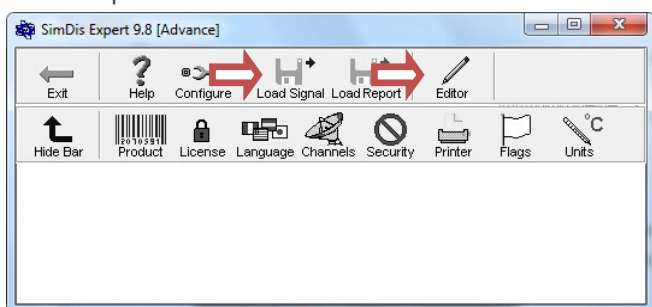 SimDis Expert 9.8 [Advance]
Exit Help Configure Load Signal Load Report Editor
Hide Bar Product License Language Channels Security Printer Flags Units
°C